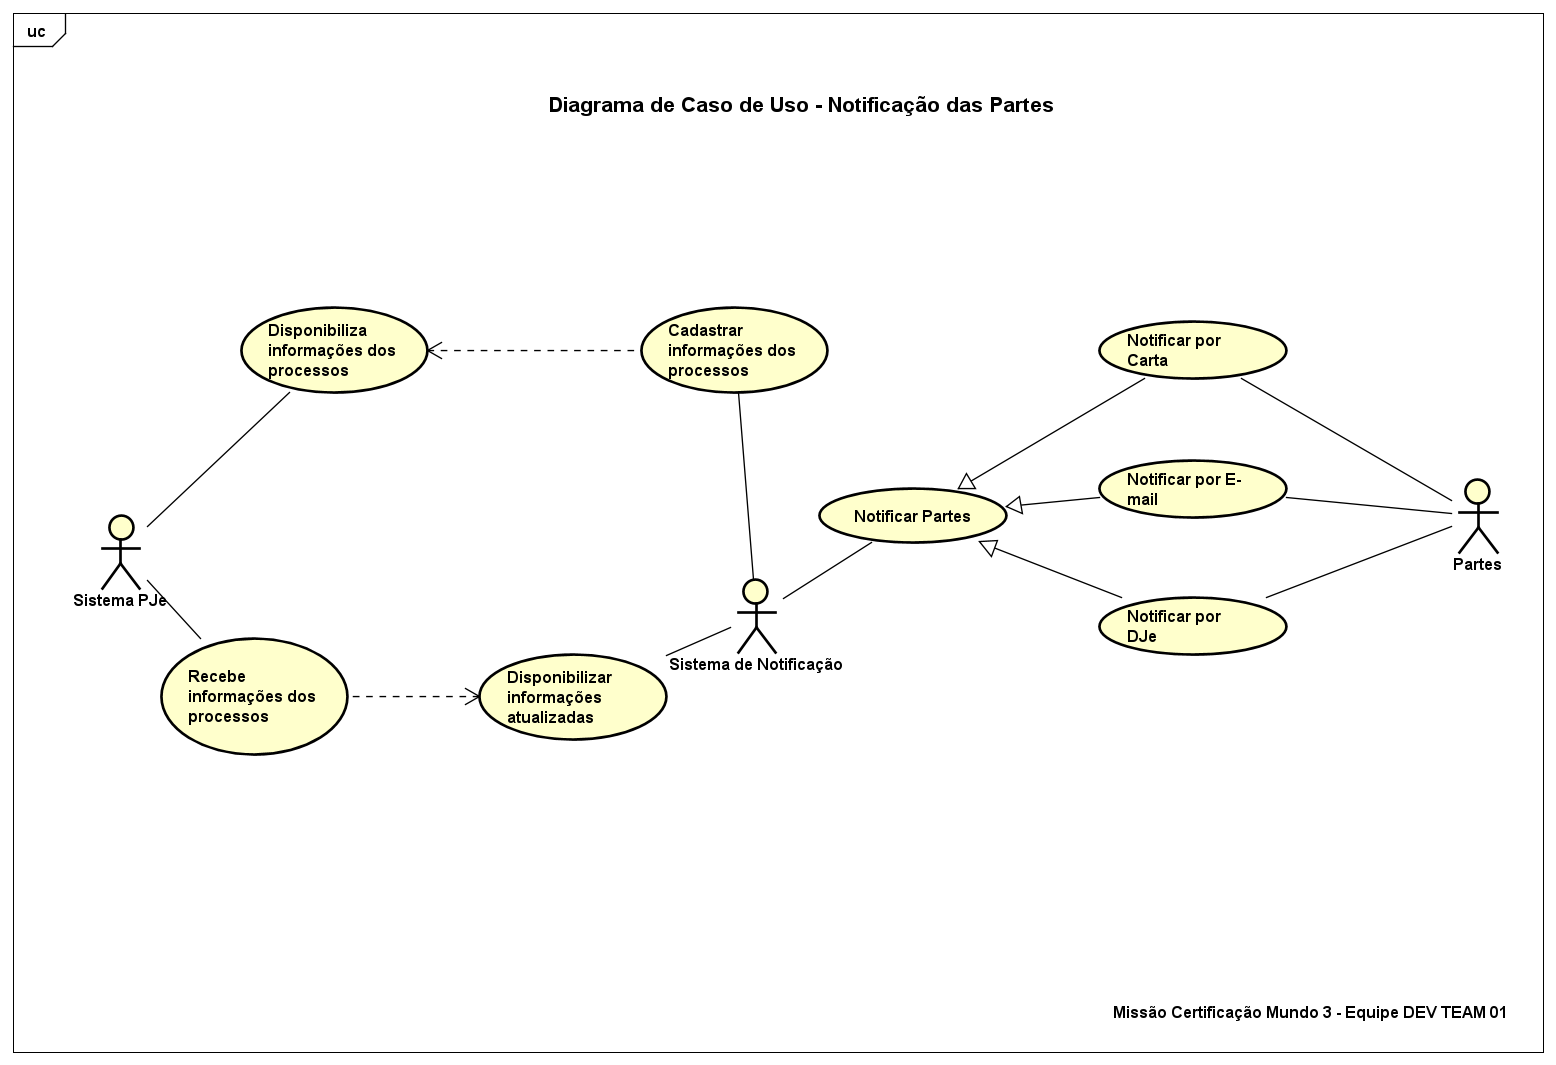 uc
Diagrama de Caso de Uso - Notificação das Partes
Disponibiliza
informações dos
processos
Cadastrar
informações dos
processos
Notificar por
Carta
Notificar por E-
mail
Notificar Partes
Partes
Sistema PJe
Notificar por
DJe
Sistema de Notificação
Recebe
informações dos
processos
Disponibilizar
informações
atualizadas
Missão Certificação Mundo 3 - Equipe DEV TEAM 01